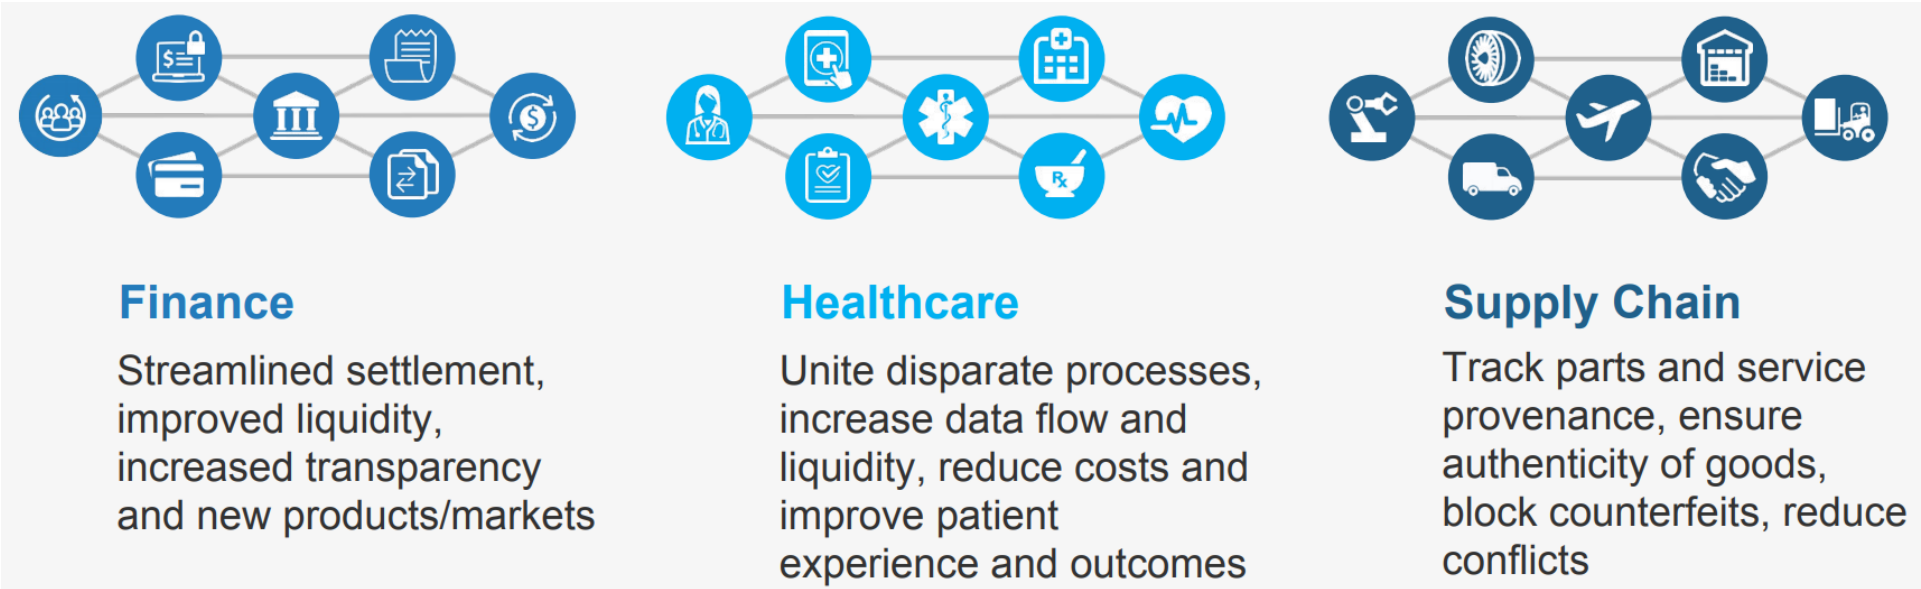 Finance
Streamlined settlement,
improved liquidity,
increased transparency
and new products/markets
Healthcare
Unite disparate processes,
increase data flow and
liquidity, reduce costs and
improve patient
experience and outcomes
Supply Chain
Track parts and service
provenance, ensure
authenticity of goods,
block counterfeits, reduce
conflicts
$
$
Rx